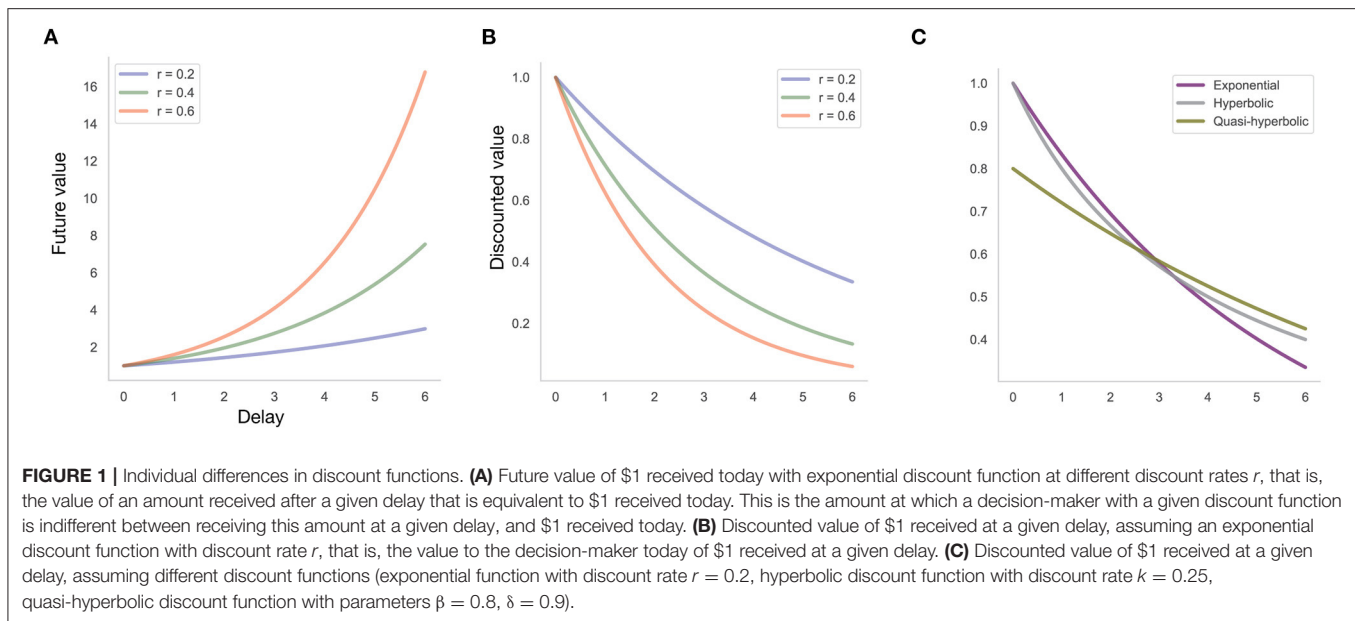 A
r = 0.2
r = 0.4
r = 0.6
16
14
12
10
8
6
4
2
Future value
0 1 2 3 4 5 6
Delay
B
r = 0.2
r = 0.4
r = 0.6
1.0
0.8
0.6
0.4
0.2
Discounted value
0 1 2 3 4 5 6
C
Exponential
Hyperbolic
Quasi-hyperbolic
1.0
0.9
0.8
0.7
0.6
0.5
0.4
0 1 2 3 4 5 6
FIGURE 1 | Individual differences in discount functions. (A) Future value of $1 received today with exponential discount function at different discount rates r, that is,
the value of an amount received after a given delay that is equivalent to $1 received today. This is the amount at which a decision-maker with a given discount function
is indifferent between receiving this amount at a given delay, and $1 received today. (B) Discounted value of $1 received at a given delay, assuming an exponential
discount function with discount rate r, that is, the value to the decision-maker today of $1 received at a given delay. (C) Discounted value of $1 received at a given
delay, assuming different discount functions (exponential function with discount rate r = 0.2, hyperbolic discount function with discount rate k = 0.25,
quasi-hyperbolic discount function with parameters β = 0.8, δ = 0.9).